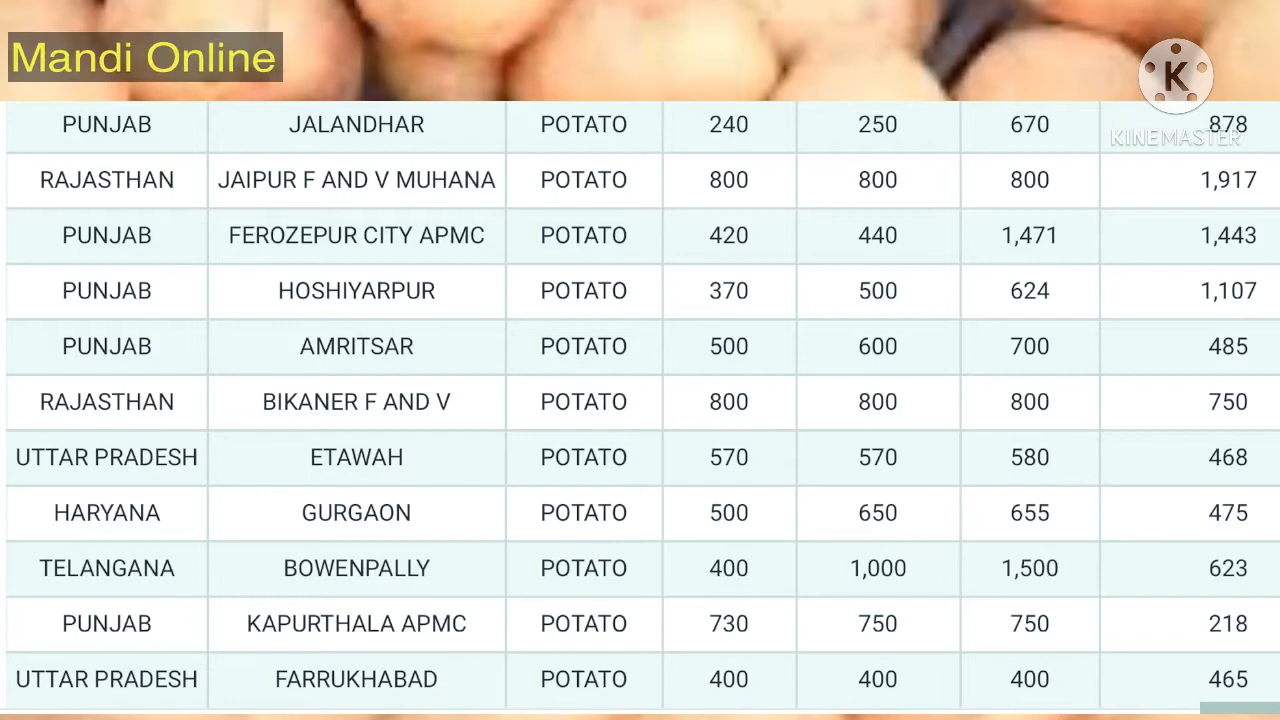 Mandi Online
K
KINEMASTER
PUNJAB JALANDHAR POTATO 240 250 670 878
RAJASTHAN JAIPUR F AND V MUHANA POTATO 800 800 800 1,917
PUNJAB FEROZEPUR CITY APMC POTATO 420 440 1,471 1,443
PUNJAB HOSHIYARPUR POTATO 370 500 624 1,107
PUNJAB AMRITSAR POTATO 500 600 700 485
RAJASTHAN BIKANER F AND V POTATO 800 800 800 750
UTTAR PRADESH ETAWAH POTATO 570 570 580 468
HARYANA GURGAON POTATO 500 650 655 475
TELANGANA BOWENPALLY POTATO 400 1,000 1,500 623
PUNJAB KAPURTHALA APMC POTATO 730 750 750 218
UTTAR PRADESH FARRUKHABAD POTATO 400 400 400 465